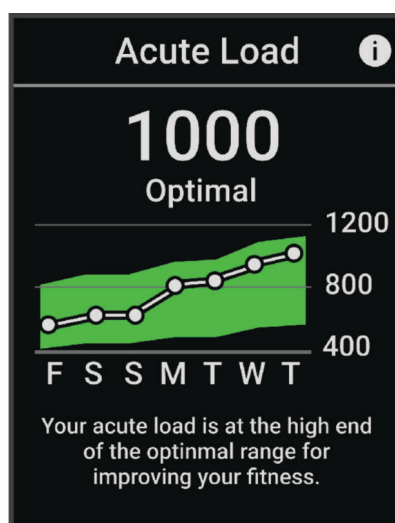 Acute Load i
1000
Optimal
1200
800
400
F S S M T W T
Your acute load is at the high end
of the optinmal range for
improving your fitness.